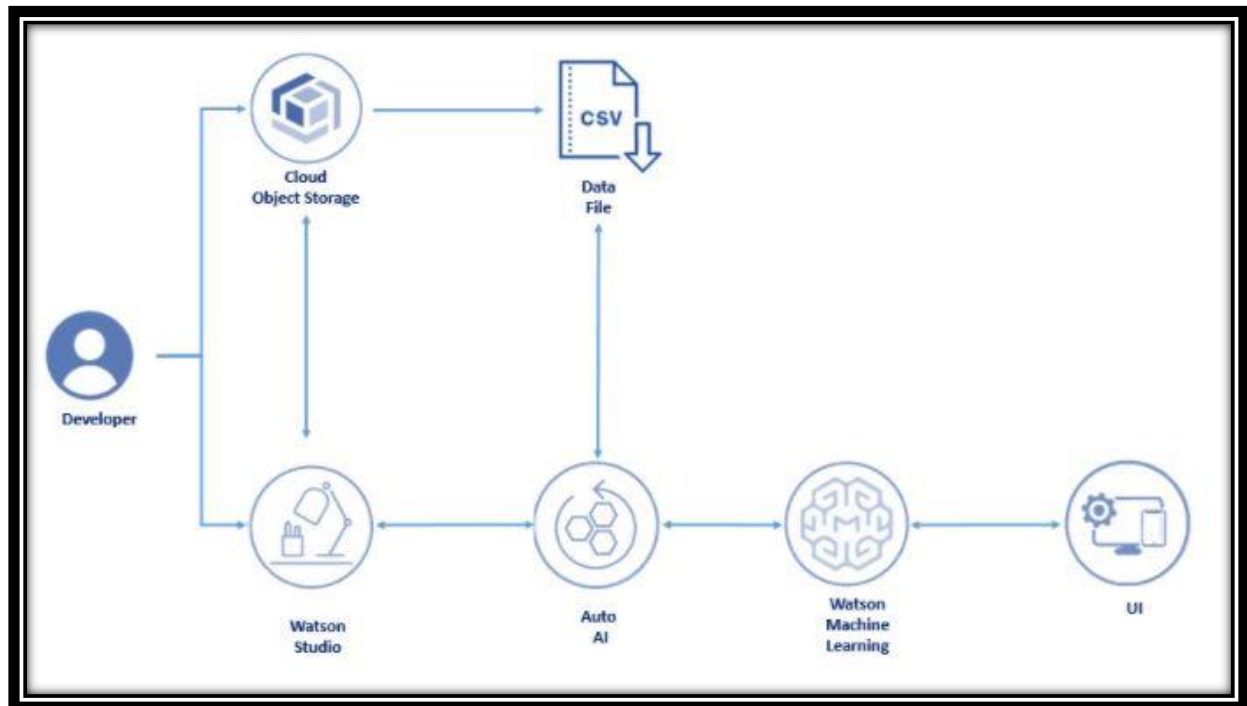 CSV
Cloud
Object Storage
Data
File
Developer
Watson
Studio
Auto
AI
Watson
Machine
Learning
UI